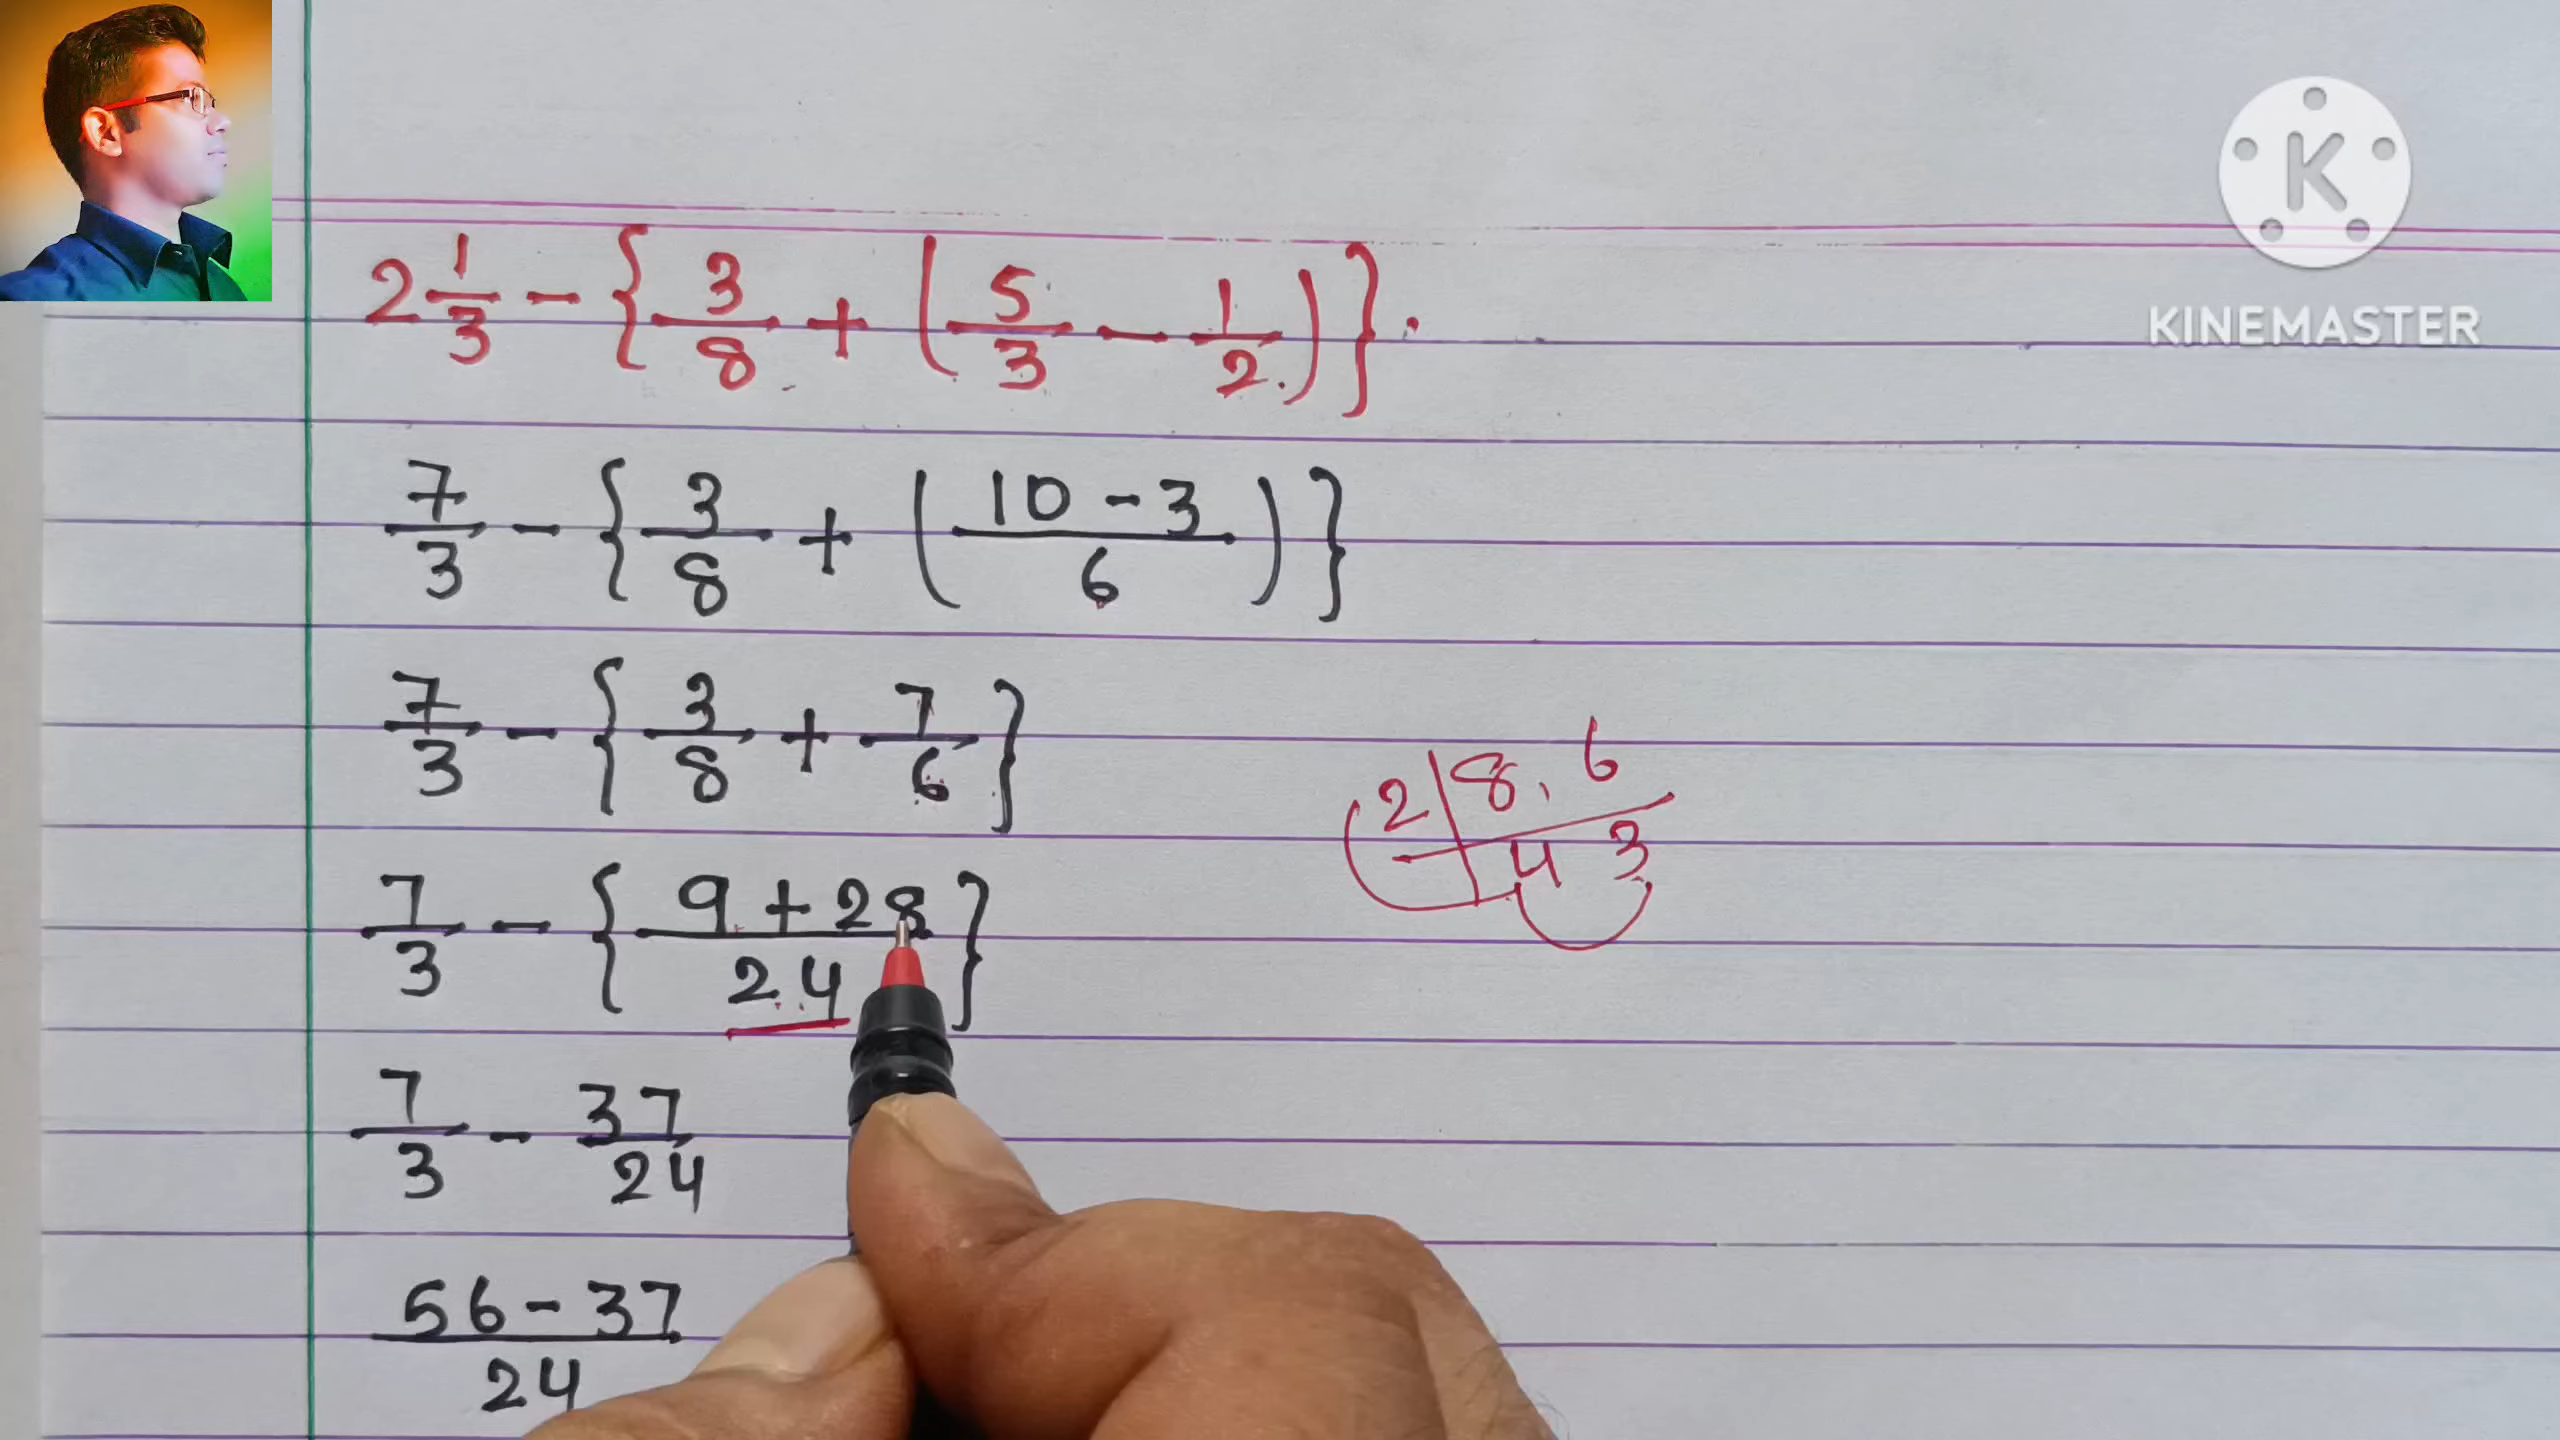 2 1/3 - { 3/8 + ( 5/3 - 1/2 ) } .
KINEMASTER
7/3 - { 3/8 + ( 10 - 3 / 6 ) }
7/3 - { 3/8 + 7/6 }
2 | 8, 6
4 3
7/3 - { 9 + 28 / 24 }
7/3 - 37/24
56 - 37 / 24